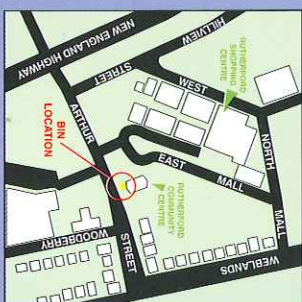 NEW ENGLAND HIGHWAY
HILLVIEW
STREET
RUTHERFORD
SHOPPING
CENTRE
WEST
NORTH
MALL
ARTHUR
BIN
LOCATION
EAST
MALL
RUTHERFORD
COMMUNITY
CENTRE
WOODBERRY
STREET
WEBLANDS